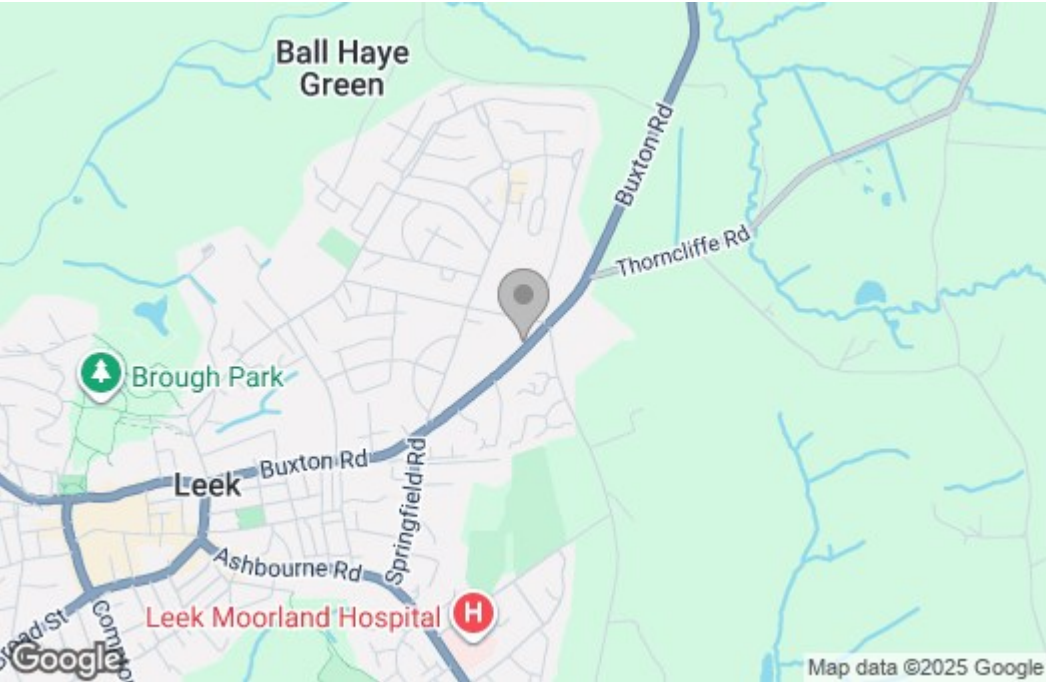 Ball Haye
Green
Buxton Rd
Thorncliffe Rd
Brough Park
Buxton Rd
Leek
Springfield Rd
Ashbourne Rd
Leek Moorland Hospital
H
St
Google
Map data ©2025 Google